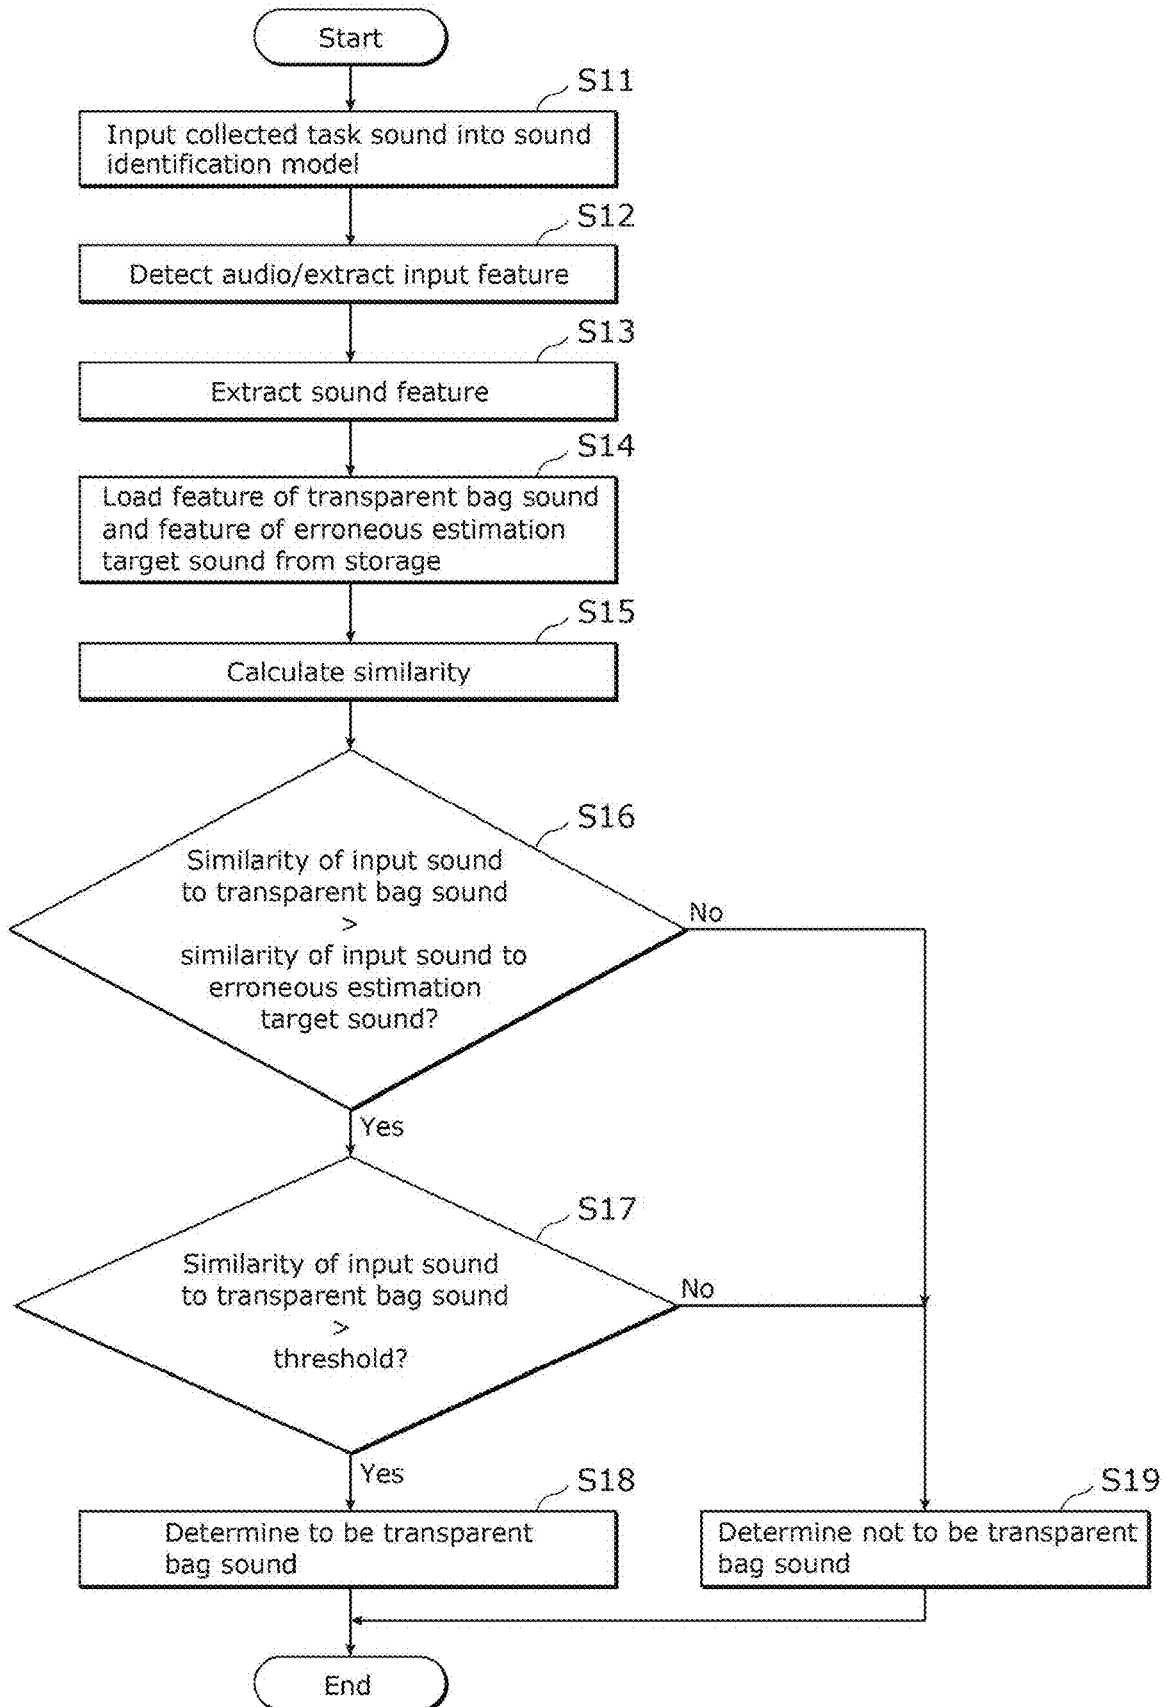 Start
S11
Input collected task sound into sound
identification model
S12
Detect audio/extract input feature
S13
Extract sound feature
S14
Load feature of transparent bag sound
and feature of erroneous estimation
target sound from storage
S15
Calculate similarity
S16
Similarity of input sound
to transparent bag sound
>
similarity of input sound to
erroneous estimation
target sound?
No
Yes
S17
Similarity of input sound
to transparent bag sound
>
threshold?
No
Yes
S18
Determine to be transparent
bag sound
S19
Determine not to be transparent
bag sound
End